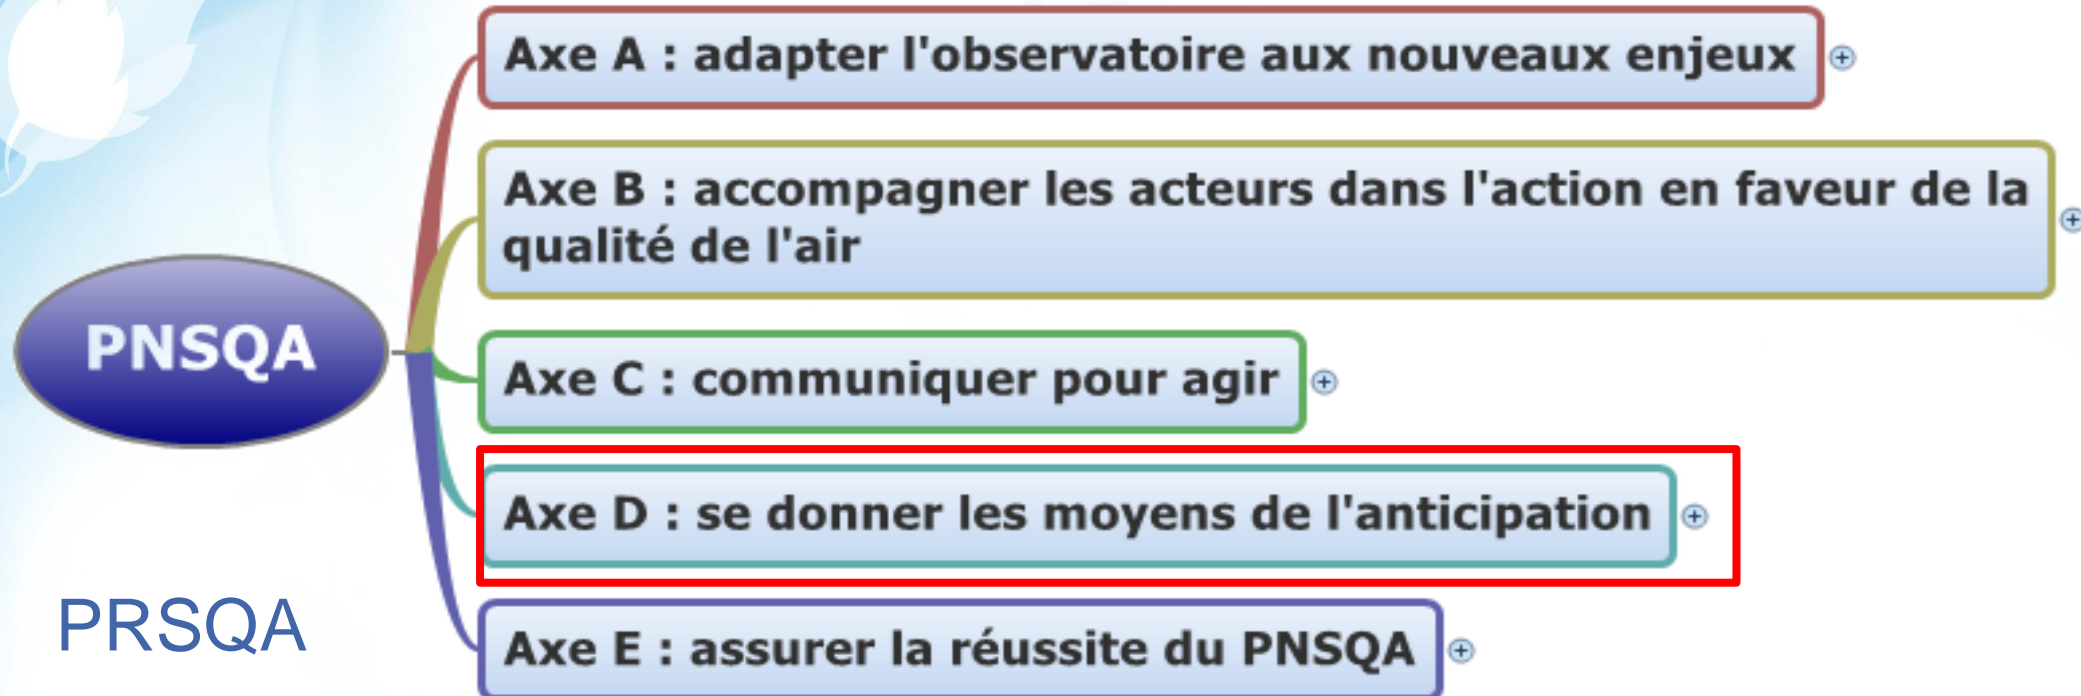 Axe A : adapter l'observatoire aux nouveaux enjeux
Axe B : accompagner les acteurs dans l'action en faveur de la
qualité de l'air
PNSQA
Axe C : communiquer pour agir
Axe D : se donner les moyens de l'anticipation
PRSQA
Axe E : assurer la réussite du PNSQA